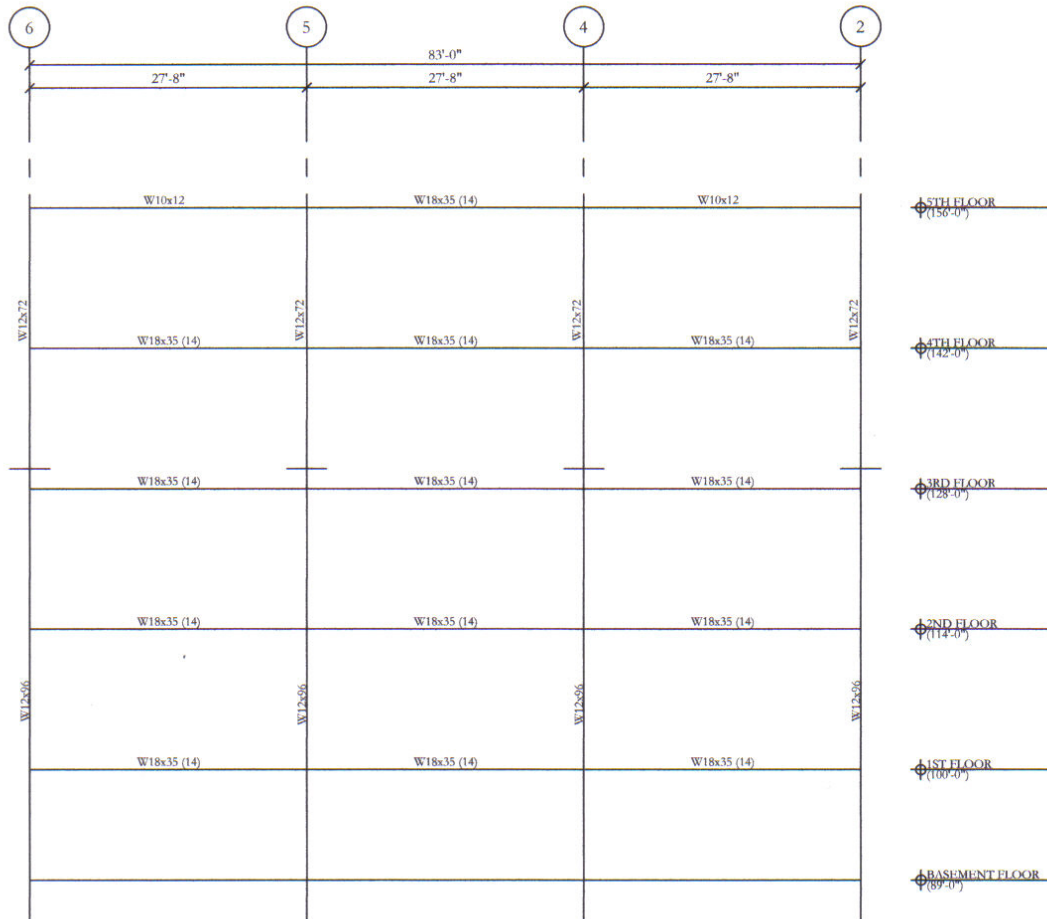 6 5 4 2
83'-0"
27'-8" 27'-8" 27'-8"
W10x12 W18x35 (14) W10x12
5TH FLOOR
(156'-0")
W12x72 W12x72 W12x72 W12x72
W18x35 (14) W18x35 (14) W18x35 (14)
4TH FLOOR
(142'-0")
W18x35 (14) W18x35 (14) W18x35 (14)
3RD FLOOR
(128'-0")
W18x35 (14) W18x35 (14) W18x35 (14)
2ND FLOOR
(114'-0")
W12x96 W12x96 W12x96 W12x96
W18x35 (14) W18x35 (14) W18x35 (14)
1ST FLOOR
(100'-0")
BASEMENT FLOOR
(89'-0")